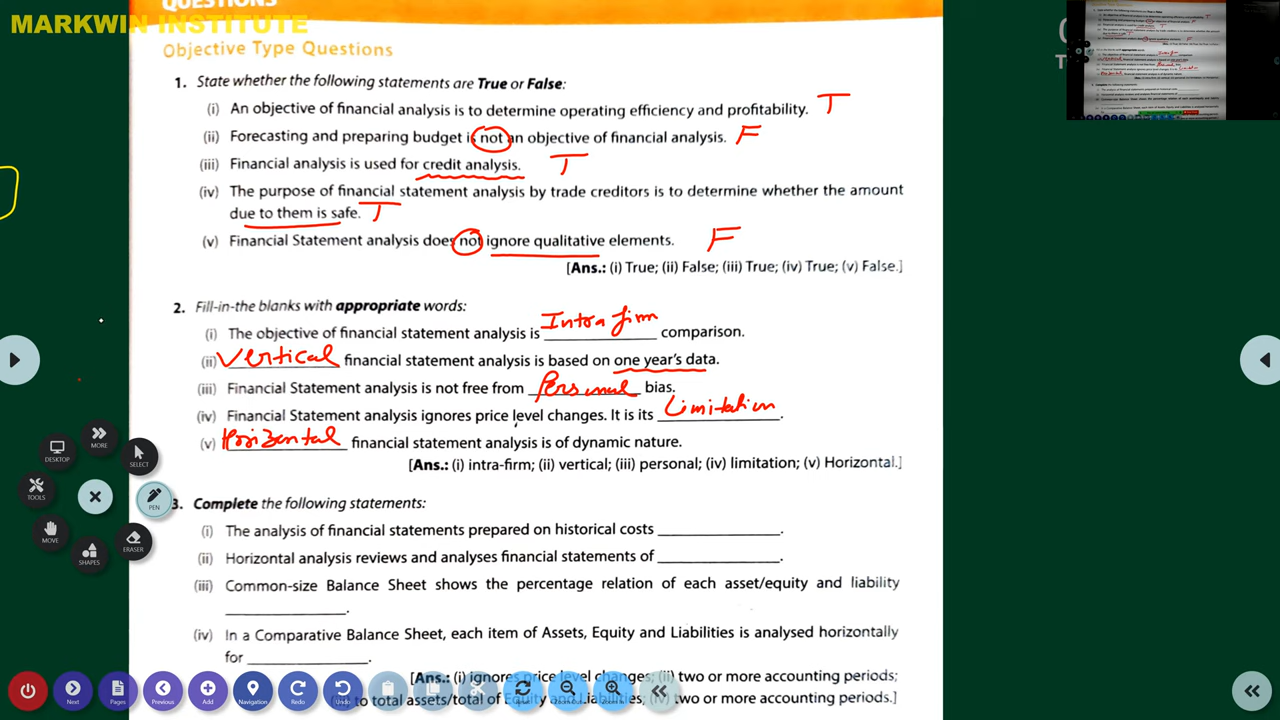 QUESTIONS
MARKWIN INSTITUTE
Objective Type Questions
1. State whether the following statements are True or False:
(i) An objective of financial analysis is to determine operating efficiency and profitability. T
(ii) Forecasting and preparing budget is not an objective of financial analysis. F
(iii) Financial analysis is used for credit analysis. T
(iv) The purpose of financial statement analysis by trade creditors is to determine whether the amount
due to them is safe. T
(v) Financial Statement analysis does not ignore qualitative elements. F
[Ans.: (i) True; (ii) False; (iii) True; (iv) True; (v) False.]
2. Fill-in-the blanks with appropriate words:
(i) The objective of financial statement analysis is Intra firm comparison.
(ii) Vertical financial statement analysis is based on one year's data.
(iii) Financial Statement analysis is not free from Personal bias.
(iv) Financial Statement analysis ignores price level changes. It is its Limitation.
(v) Horizontal financial statement analysis is of dynamic nature.
[Ans.: (i) intra-firm; (ii) vertical; (iii) personal; (iv) limitation; (v) Horizontal.]
3. Complete the following statements:
(i) The analysis of financial statements prepared on historical costs ____________.
(ii) Horizontal analysis reviews and analyses financial statements of ____________.
(iii) Common-size Balance Sheet shows the percentage relation of each asset/equity and liability
____________.
(iv) In a Comparative Balance Sheet, each item of Assets, Equity and Liabilities is analysed horizontally
for ____________.
[Ans.: (i) ignores price level changes; (ii) two or more accounting periods;
(iii) to total assets/total of Equity and Liabilities; (iv) two or more accounting periods.]
MORE
DESKTOP
SELECT
TOOLS
PEN
MOVE
ERASER
SHAPES
Next
Pages
Previous
Add
Navigator
Redo
Undo
Zoom Out
Zoom In